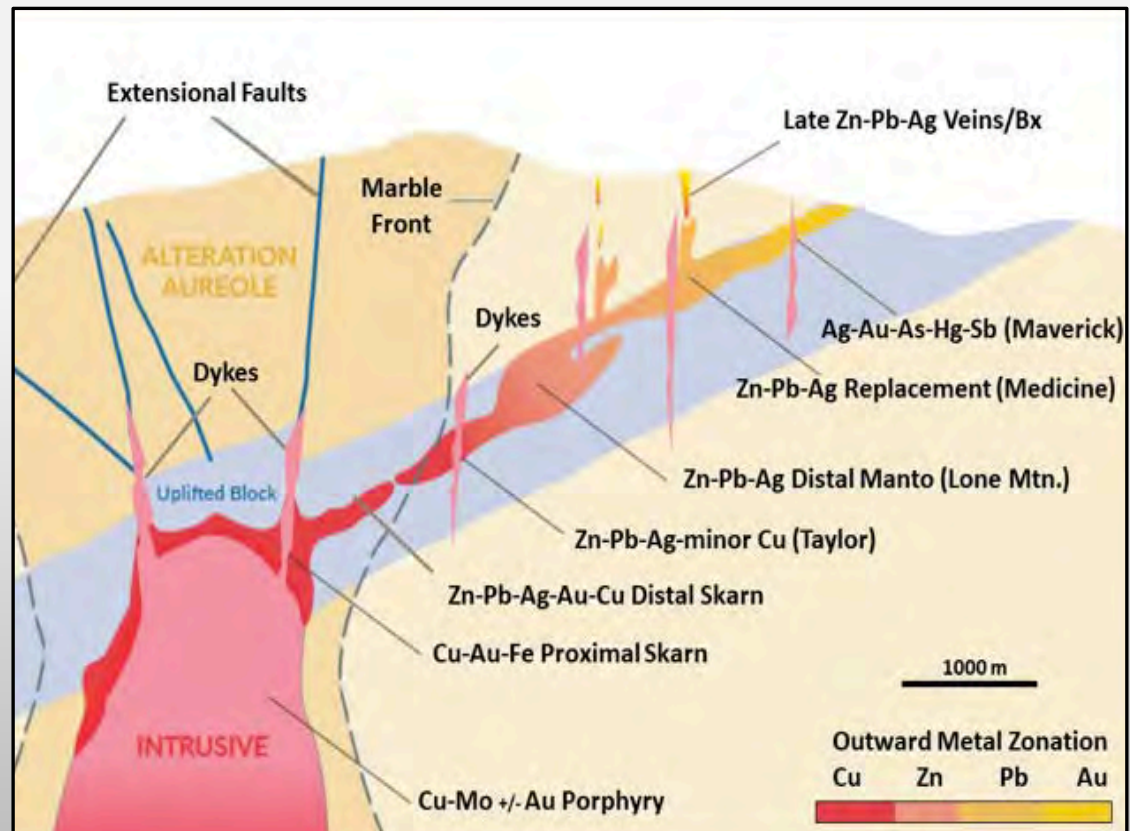 Extensional Faults
Late Zn-Pb-Ag Veins/Bx
Marble
Front
ALTERATION
AUREOLE
Dykes
Dykes
Ag-Au-As-Hg-Sb (Maverick)
Zn-Pb-Ag Replacement (Medicine)
Uplifted Block
Zn-Pb-Ag Distal Manto (Lone Mtn.)
Zn-Pb-Ag-minor Cu (Taylor)
Zn-Pb-Ag-Au-Cu Distal Skarn
Cu-Au-Fe Proximal Skarn
1000 m
INTRUSIVE
Outward Metal Zonation
Cu Zn Pb Au
Cu-Mo +/- Au Porphyry